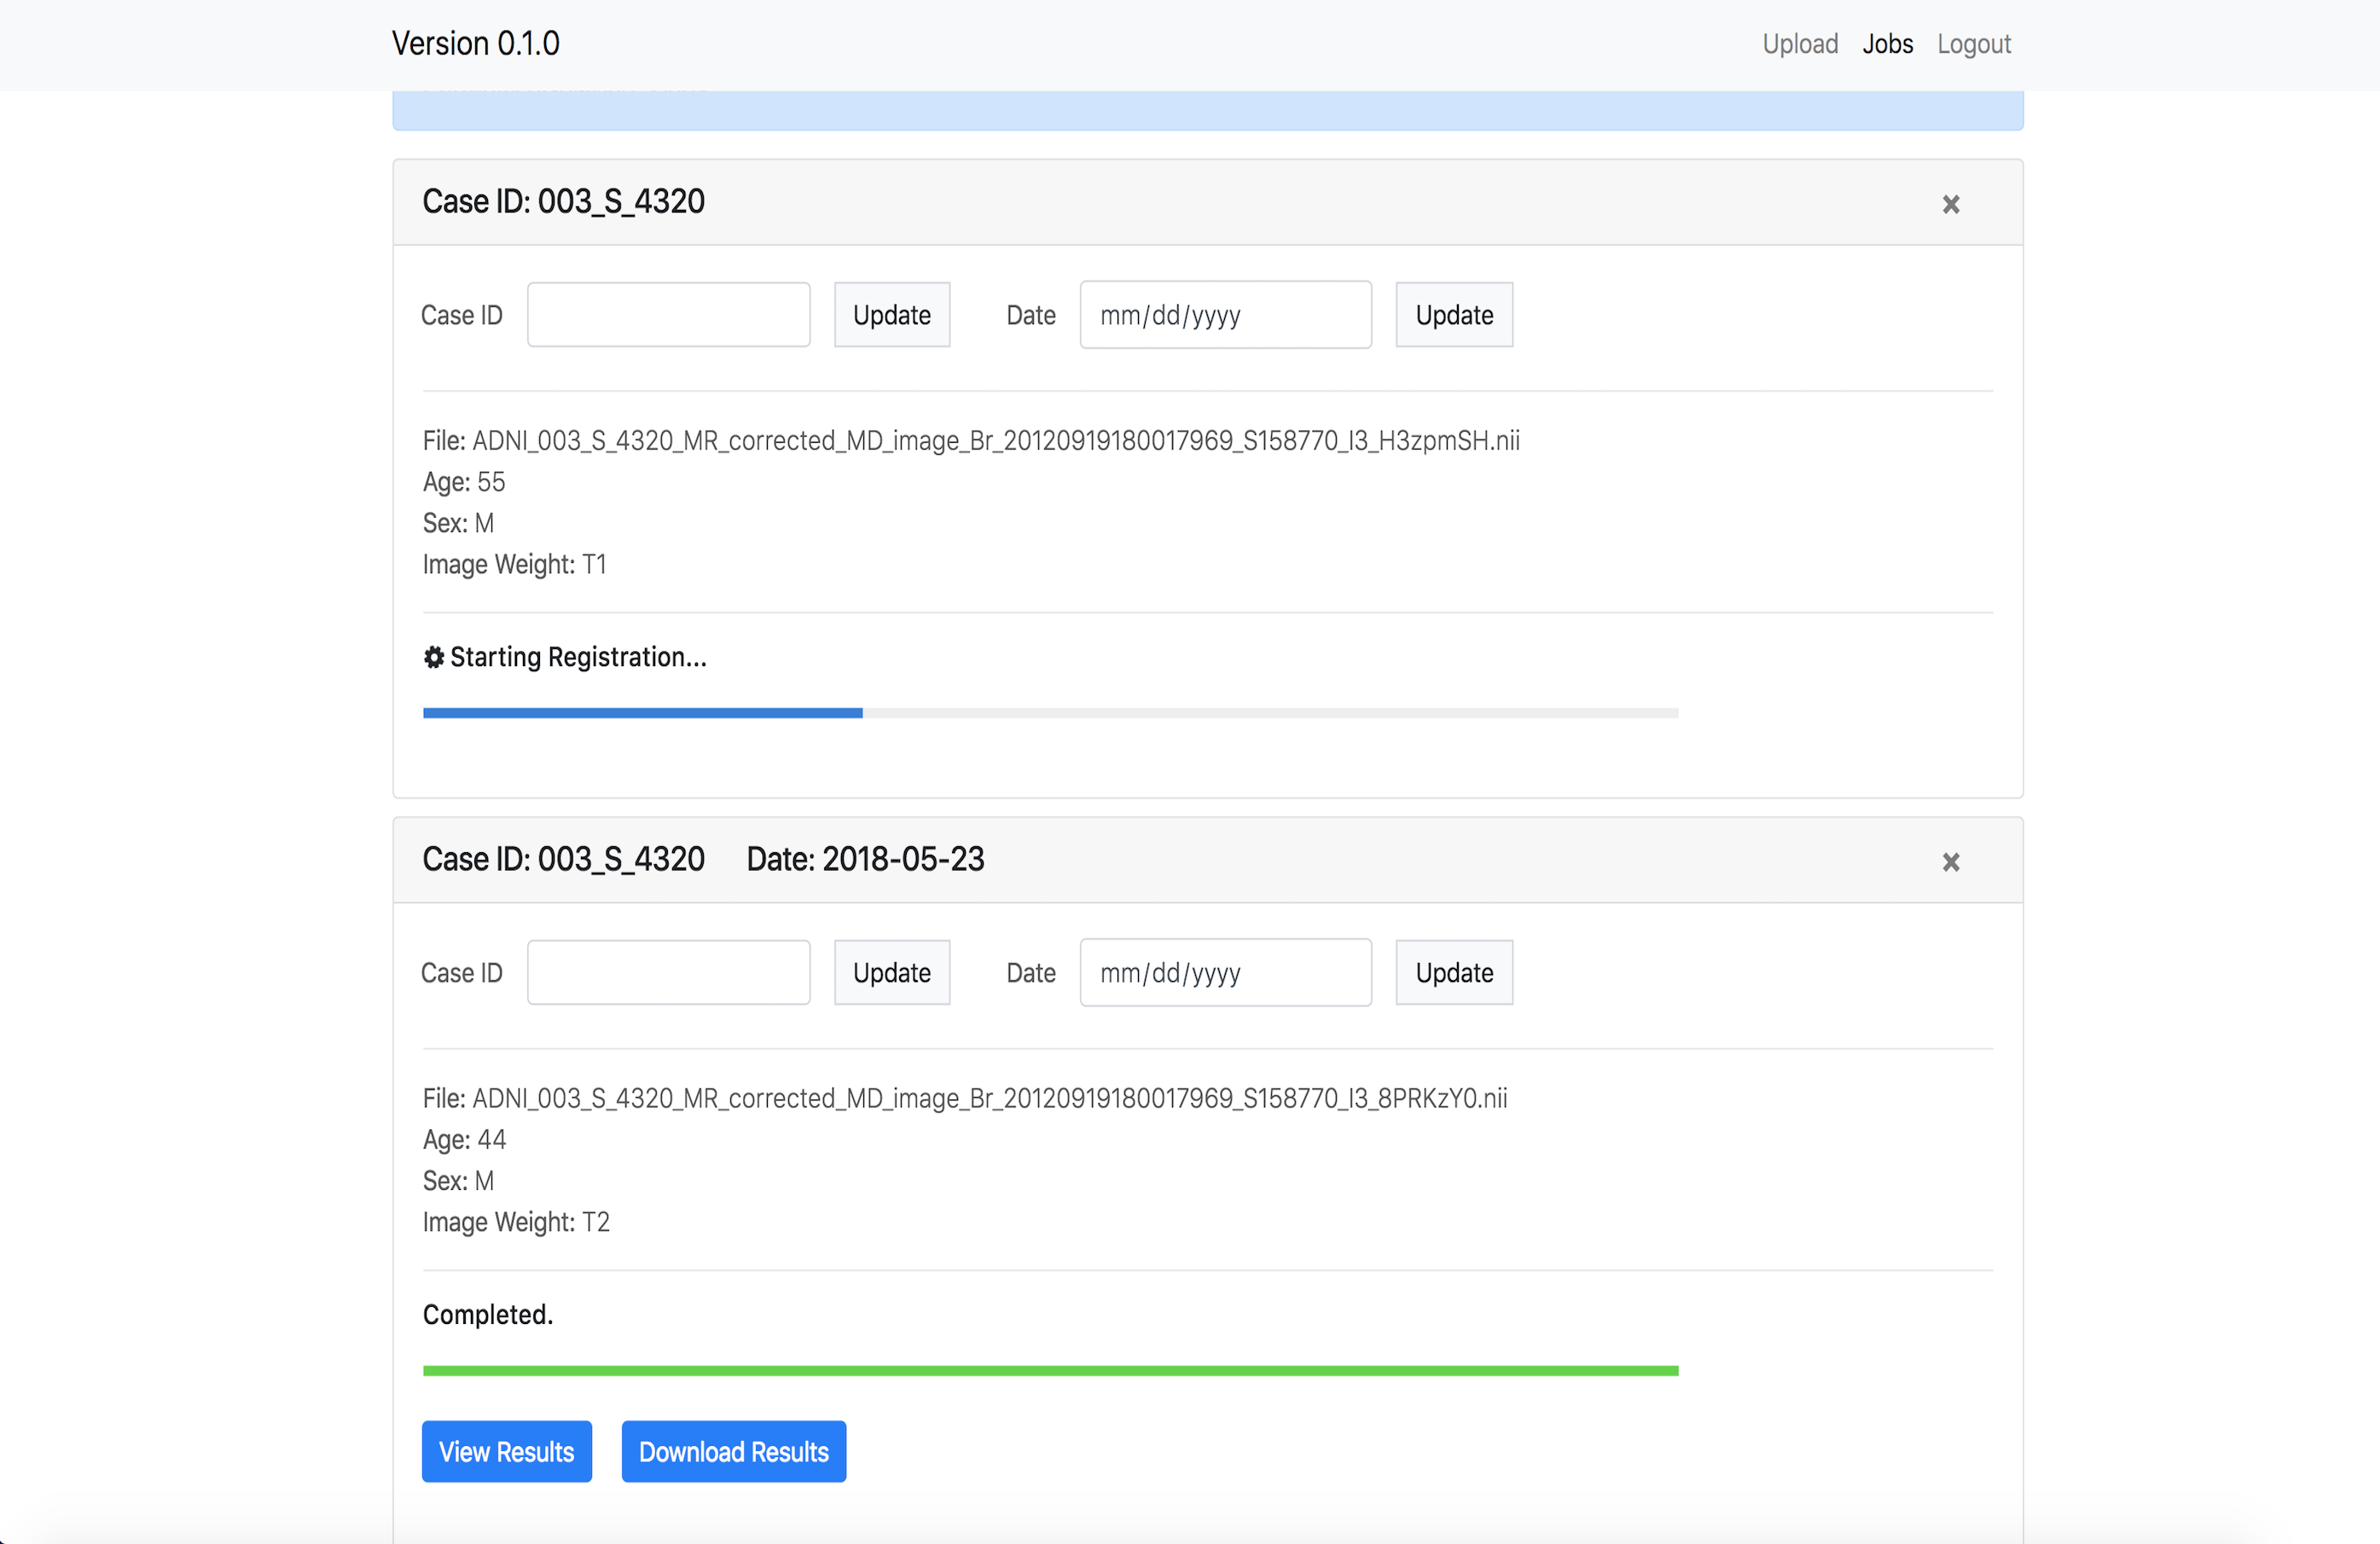 Version 0.1.0 Upload Jobs Logout
Case ID: 003_S_4320 ×
Case ID Update Date mm/dd/yyyy Update
File: ADNI_003_S_4320_MR_corrected_MD_image_Br_20120919180017969_S158770_I3_H3zpmSH.nii
Age: 55
Sex: M
Image Weight: T1
Starting Registration...
Case ID: 003_S_4320 Date: 2018-05-23 ×
Case ID Update Date mm/dd/yyyy Update
File: ADNI_003_S_4320_MR_corrected_MD_image_Br_20120919180017969_S158770_I3_8PRKzY0.nii
Age: 44
Sex: M
Image Weight: T2
Completed.
View Results Download Results